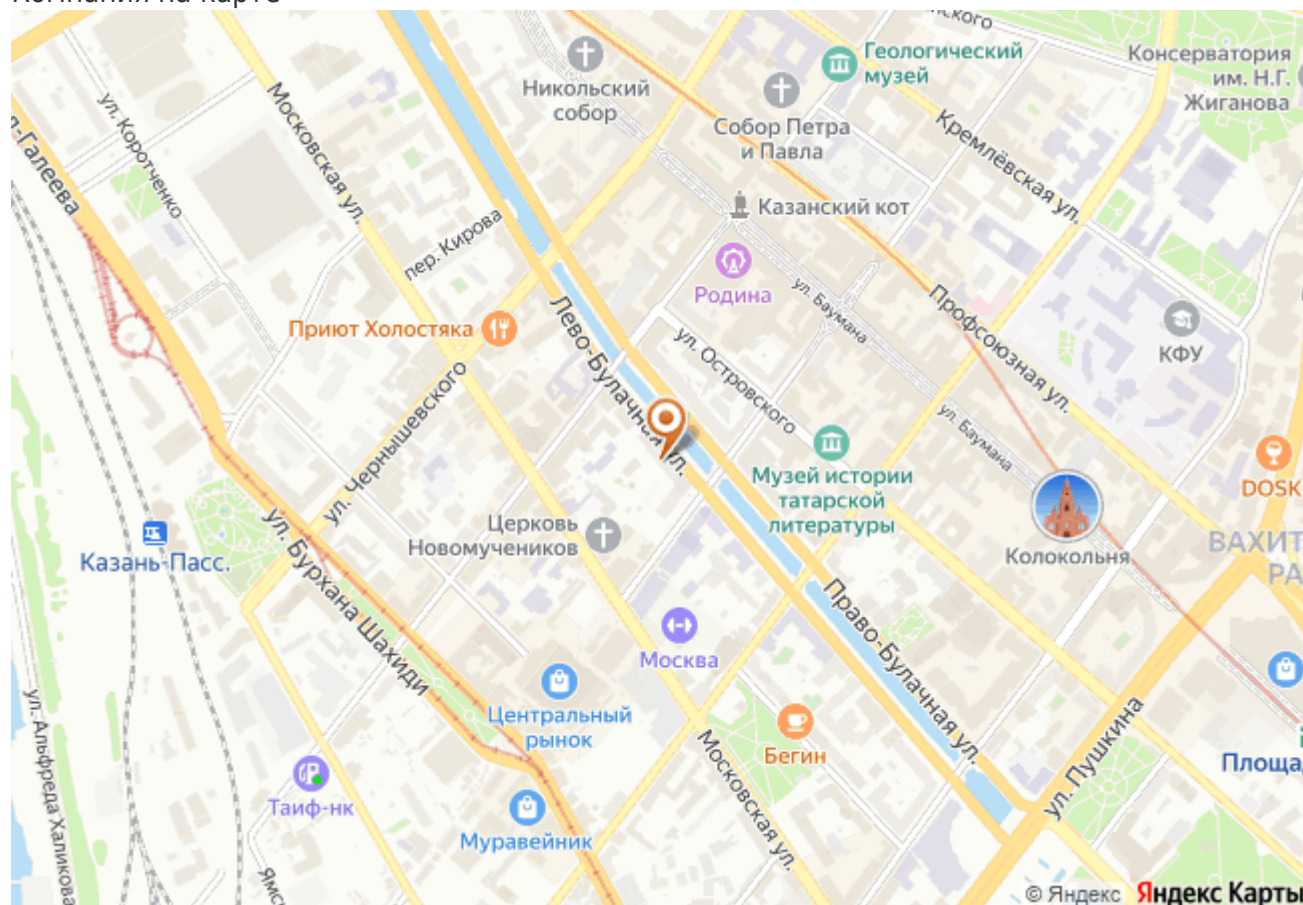 Компания на карте
Геологический
музей
Консерватория
им. Н.Г.
Жиганова
Никольский
собор
Собор Петра
и Павла
ул. Коротченко
Московская ул.
Кремлёвская ул.
Казанский кот
пер. Кирова
Родина
ул. Баумана
Профсоюзная ул.
КФУ
Приют Холостяка
Лево-Булачная ул.
ул. Островского
ул. Чернышевского
ул. Баумана
Музей истории
татарской
литературы
DOSK
Колокольня
Казань-Пасс.
Церковь
Новомучеников
ул. Бурхана Шахиди
Право-Булачная ул.
Москва
Центральный
рынок
Бегин
Московская ул.
ул. Пушкина
Таиф-нк
Муравейник
ул. Альфреда Халикова
© Яндекс Яндекс Карты